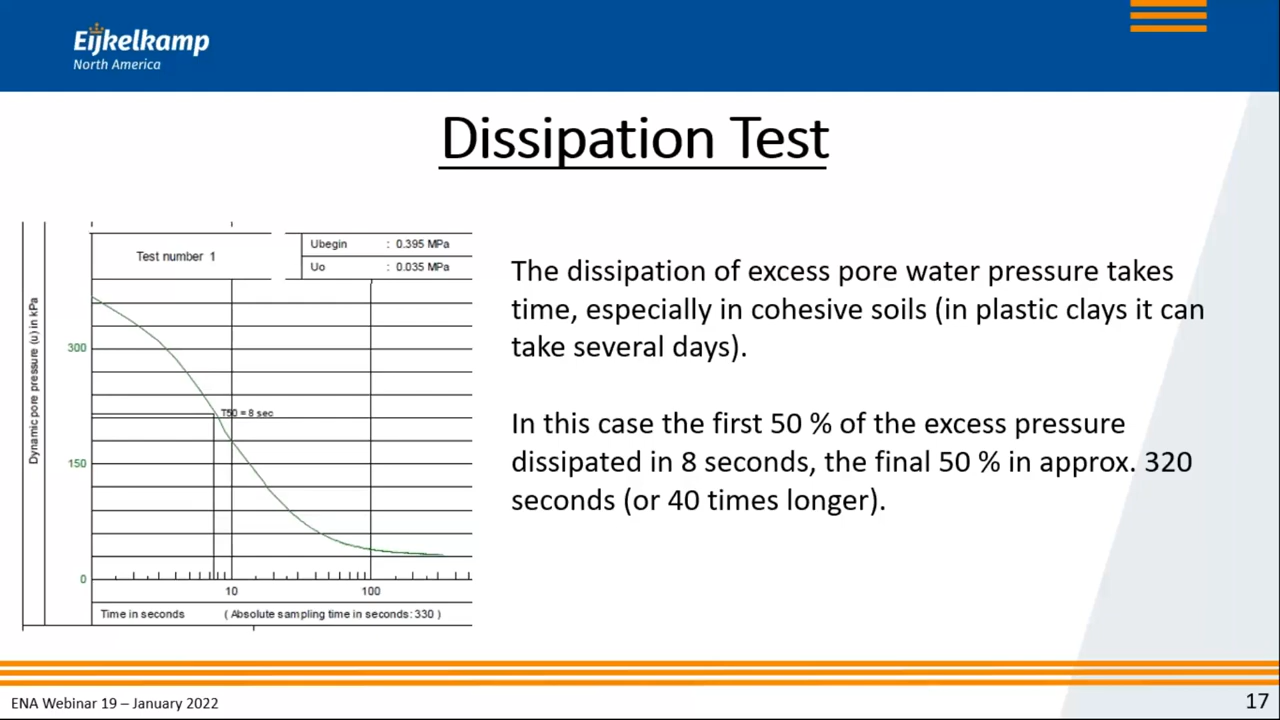 Eijkelkamp
North America
Dissipation Test
Dynamic pore pressure (u) in kPa
Test number 1
Ubegin : 0.395 MPa
Uo : 0.035 MPa
300
T50 = 8 sec
150
0
10
100
Time in seconds ( Absolute sampling time in seconds: 330 )
The dissipation of excess pore water pressure takes
time, especially in cohesive soils (in plastic clays it can
take several days).
In this case the first 50 % of the excess pressure
dissipated in 8 seconds, the final 50 % in approx. 320
seconds (or 40 times longer).
ENA Webinar 19 – January 2022
17